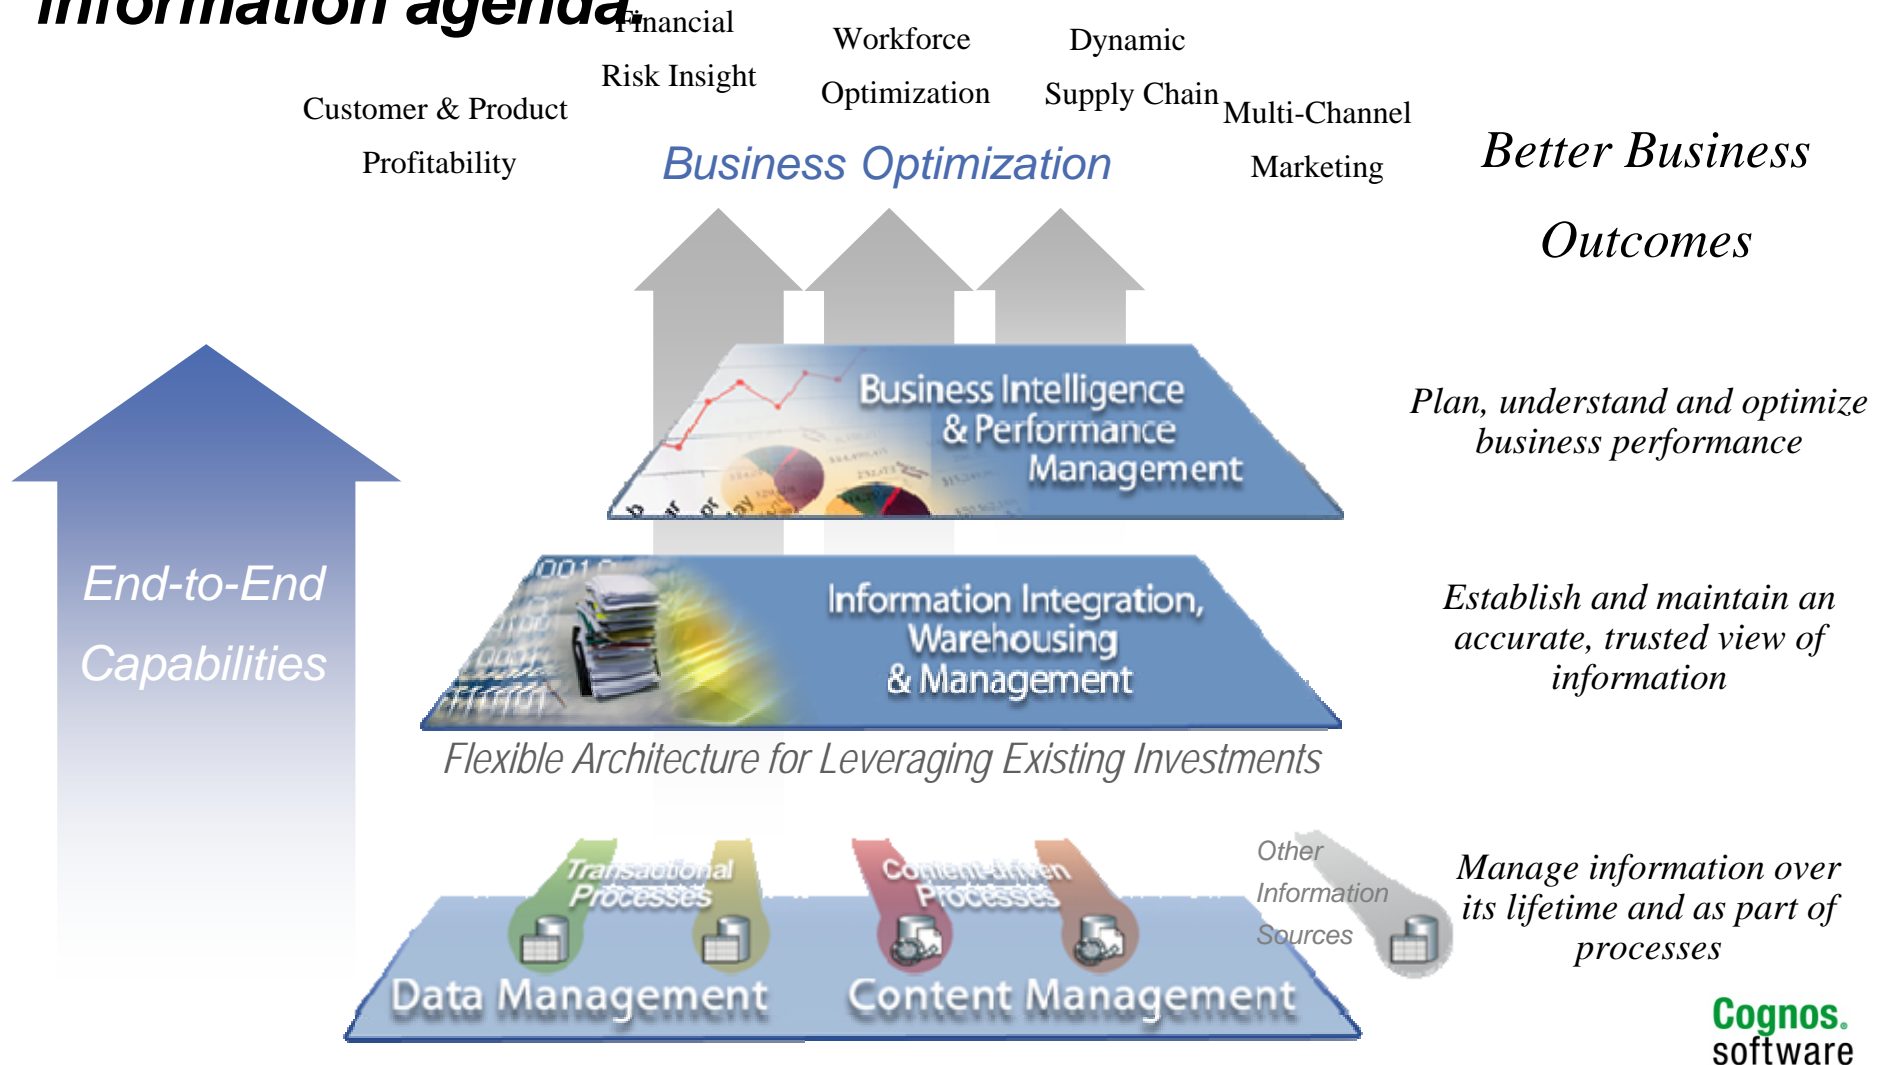 information agenda.
Financial
Risk Insight
Workforce
Optimization
Dynamic
Supply Chain
Customer & Product
Profitability
Multi-Channel
Marketing
Business Optimization
Better Business
Outcomes
Business Intelligence
& Performance
Management
Plan, understand and optimize
business performance
End-to-End
Capabilities
Information Integration,
Warehousing
& Management
Establish and maintain an
accurate, trusted view of
information
Flexible Architecture for Leveraging Existing Investments
Transactional
Processes
Content-driven
Processes
Other
Information
Sources
Manage information over
its lifetime and as part of
processes
Data Management
Content Management
Cognos.
software